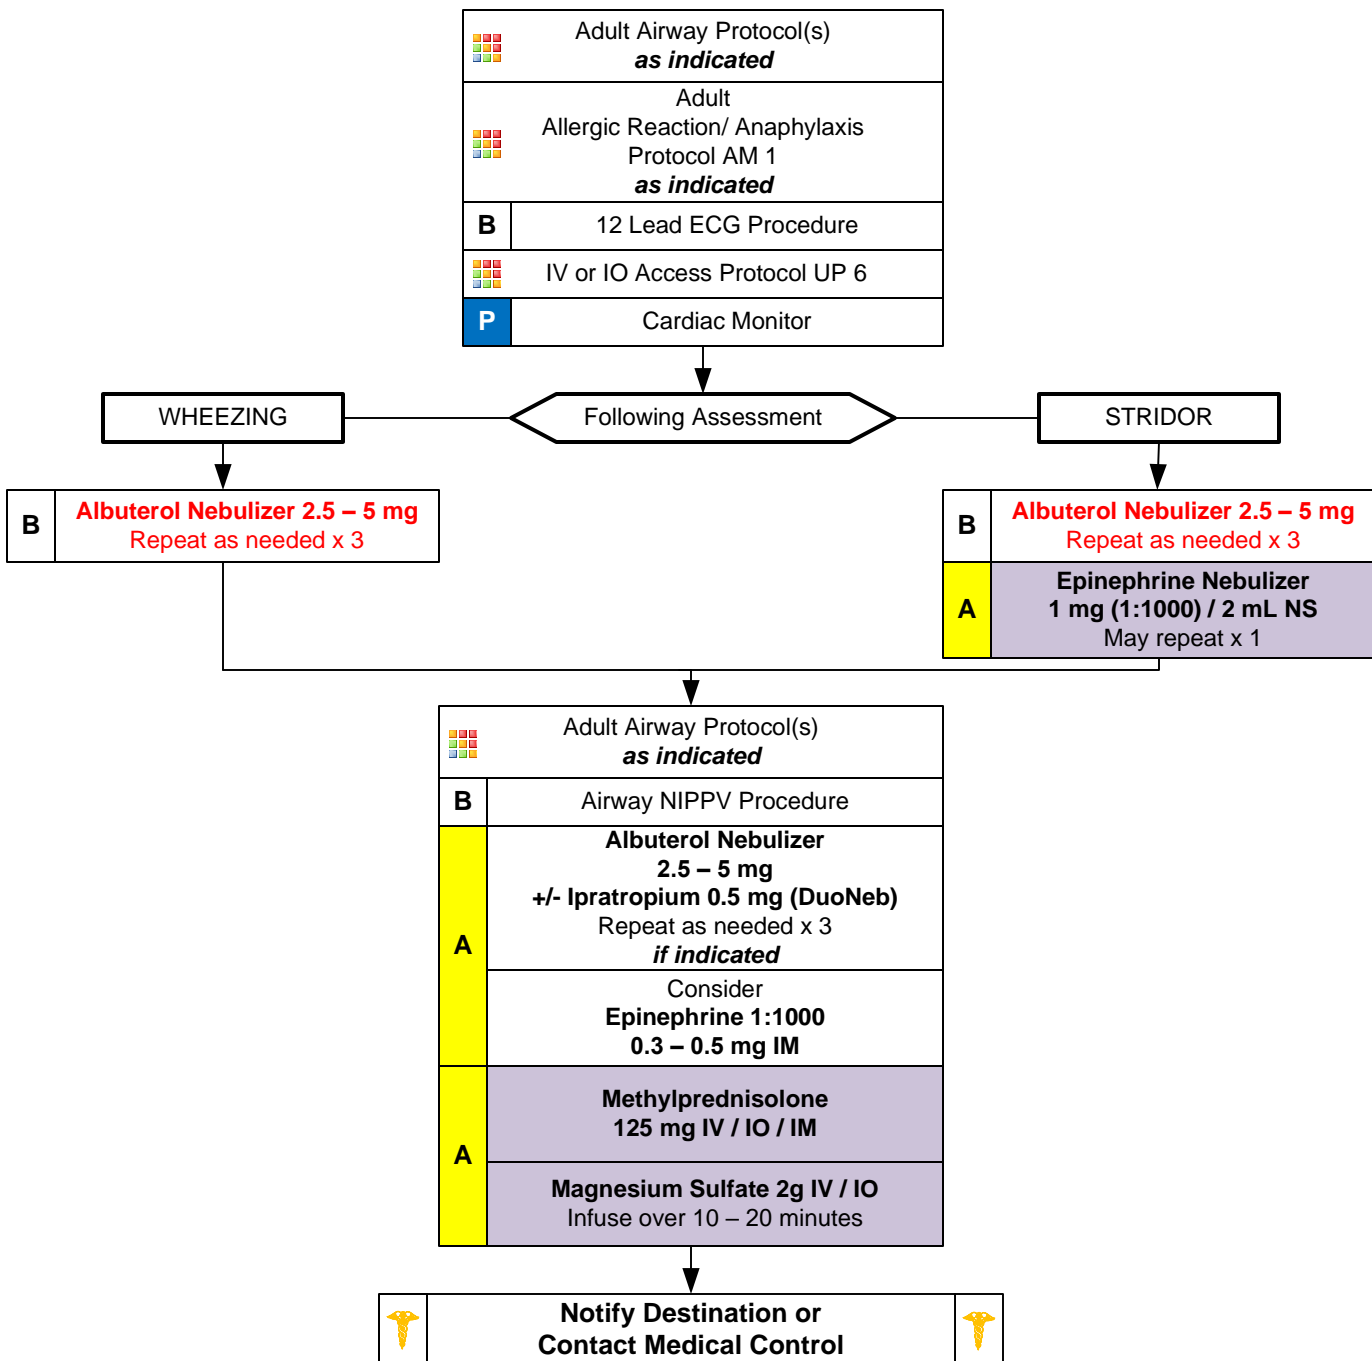 Adult Airway Protocol(s)
as indicated
Adult
Allergic Reaction/ Anaphylaxis
Protocol AM 1
as indicated
B
12 Lead ECG Procedure
IV or IO Access Protocol UP 6
P
Cardiac Monitor
WHEEZING
Following Assessment
STRIDOR
B
Albuterol Nebulizer 2.5 – 5 mg
Repeat as needed x 3
B
Albuterol Nebulizer 2.5 – 5 mg
Repeat as needed x 3
A
Epinephrine Nebulizer
1 mg (1:1000) / 2 mL NS
May repeat x 1
Adult Airway Protocol(s)
as indicated
B
Airway NIPPV Procedure
A
Albuterol Nebulizer
2.5 – 5 mg
+/- Ipratropium 0.5 mg (DuoNeb)
Repeat as needed x 3
if indicated
Consider
Epinephrine 1:1000
0.3 – 0.5 mg IM
A
Methylprednisolone
125 mg IV / IO / IM
Magnesium Sulfate 2g IV / IO
Infuse over 10 – 20 minutes
Notify Destination or
Contact Medical Control